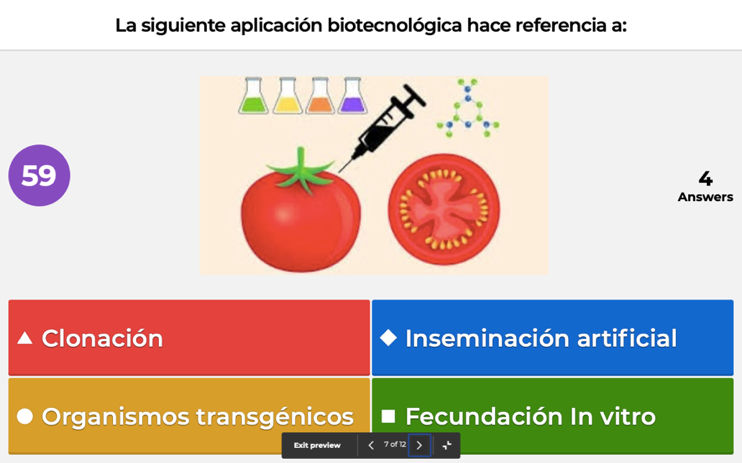 La siguiente aplicación biotecnológica hace referencia a:
59
4
Answers
Clonación
Inseminación artificial
Organismos transgénicos
Fecundación In vitro
Exit preview
7 of 12